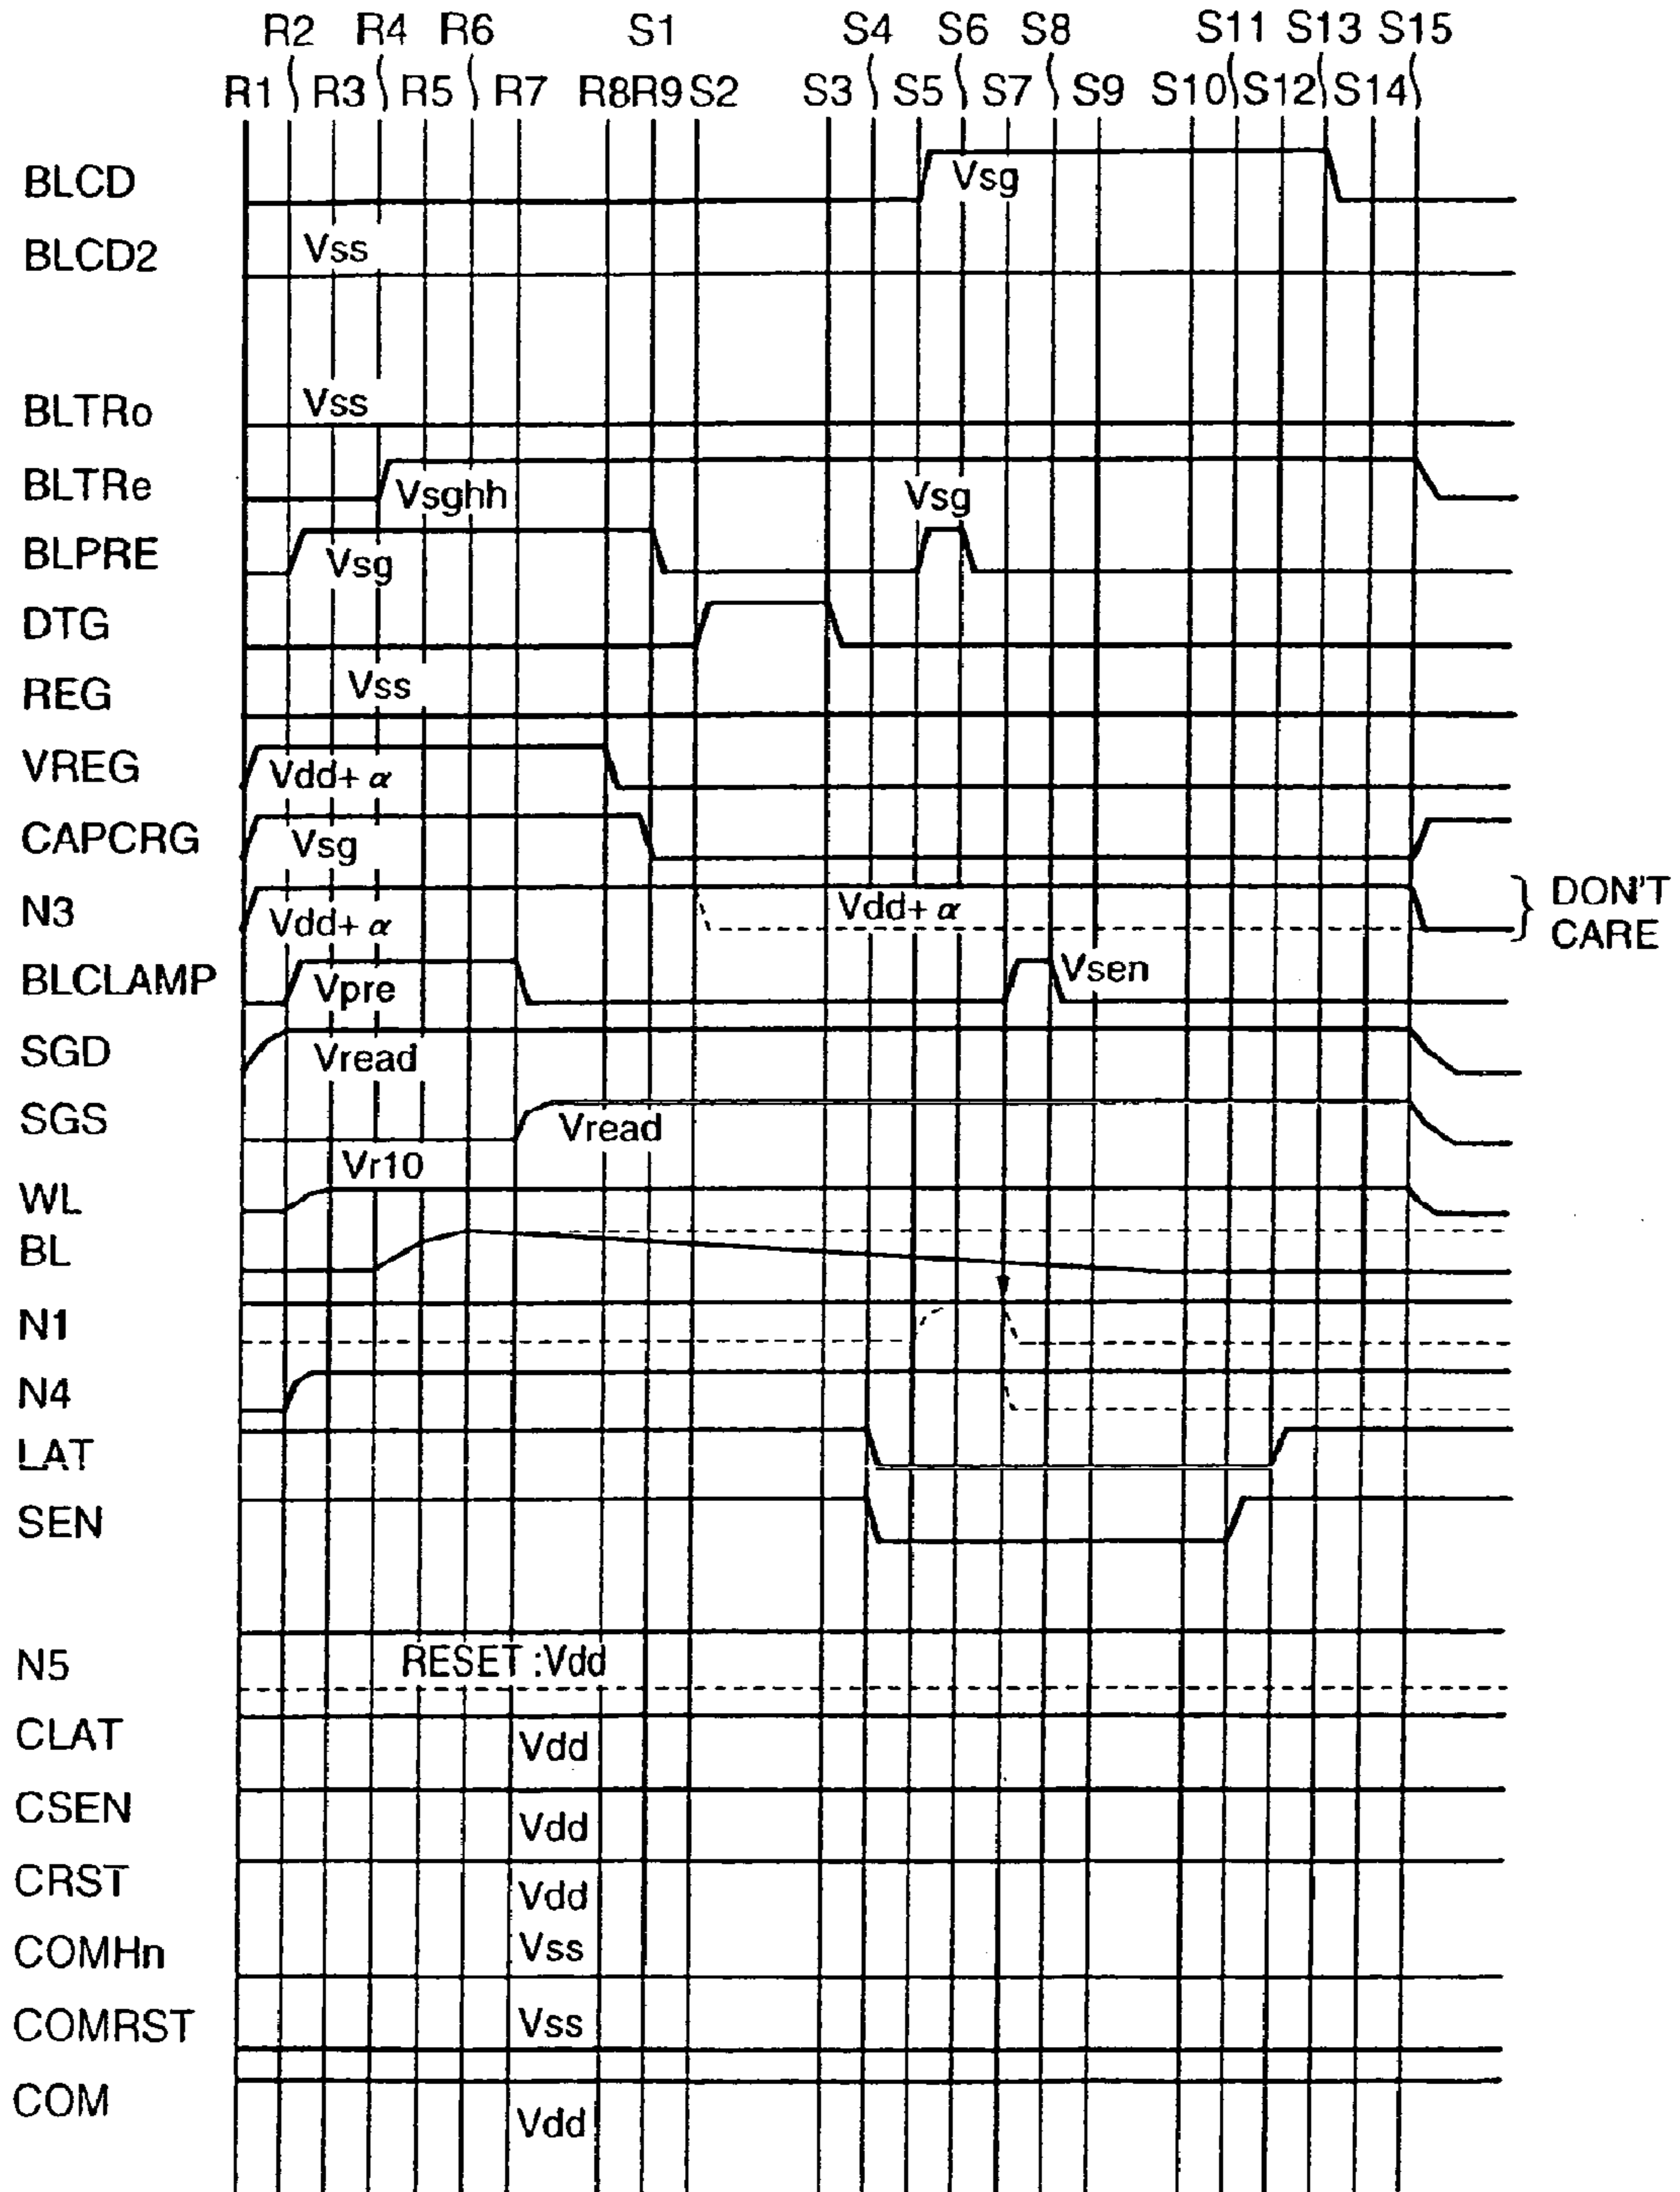 R2 R4 R6 S1 S4 S6 S8 S11 S13 S15
R1 R3 R5 R7 R8 R9 S2 S3 S5 S7 S9 S10 S12 S14
BLCD Vsg
BLCD2 Vss
BLTRo Vss
BLTRe Vsghh Vsg
BLPRE Vsg
DTG
REG Vss
VREG Vdd+α
CAPCRG Vsg
N3 Vdd+α Vdd+α DON'T
CARE
BLCLAMP Vpre Vsen
SGD Vread
SGS Vread
Vr10
WL
BL
N1
N4
LAT
SEN
N5 RESET :Vdd
CLAT Vdd
CSEN Vdd
CRST Vdd
COMHn Vss
COMRST Vss
COM Vdd